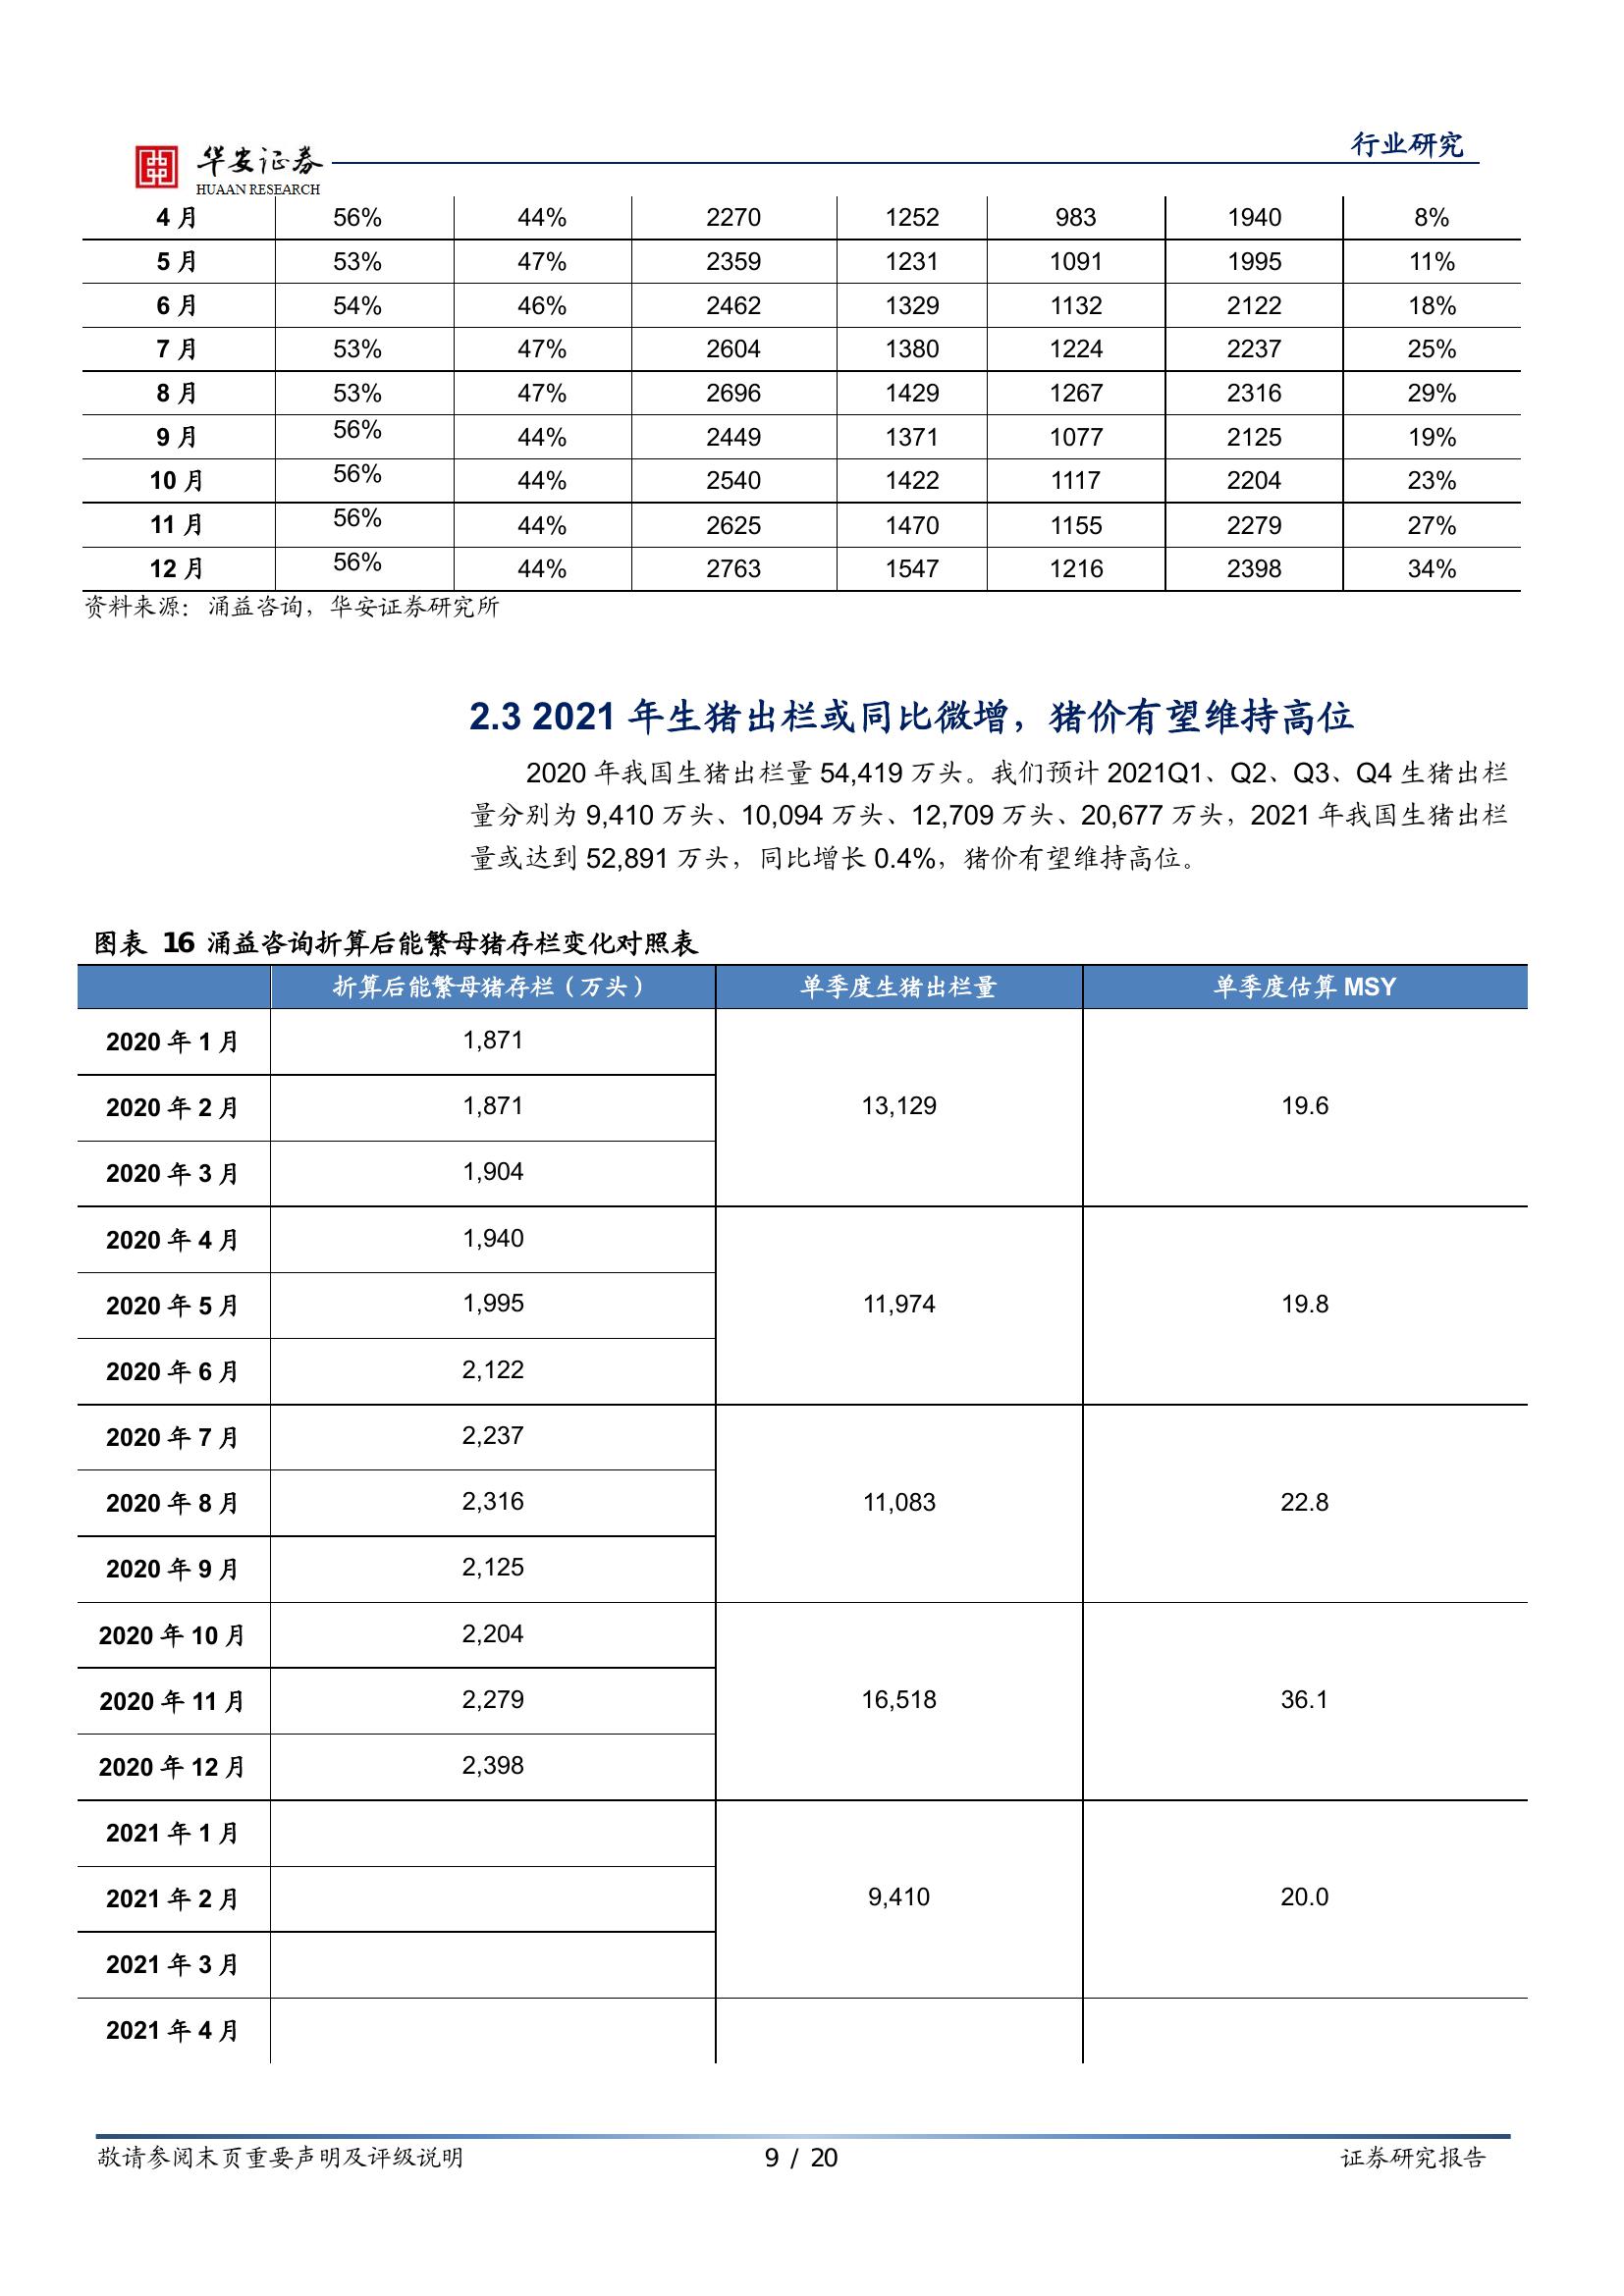 华安证券
HUAAN RESEARCH
行业研究
4 月 56% 44% 2270 1252 983 1940 8%
5 月 53% 47% 2359 1231 1091 1995 11%
6 月 54% 46% 2462 1329 1132 2122 18%
7 月 53% 47% 2604 1380 1224 2237 25%
8 月 53% 47% 2696 1429 1267 2316 29%
9 月 56% 44% 2449 1371 1077 2125 19%
10 月 56% 44% 2540 1422 1117 2204 23%
11 月 56% 44% 2625 1470 1155 2279 27%
12 月 56% 44% 2763 1547 1216 2398 34%
资料来源：涌益咨询，华安证券研究所
2.3 2021 年生猪出栏或同比微增，猪价有望维持高位
2020 年我国生猪出栏量 54,419 万头。我们预计 2021Q1、Q2、Q3、Q4 生猪出栏
量分别为 9,410 万头、10,094 万头、12,709 万头、20,677 万头，2021 年我国生猪出栏
量或达到 52,891 万头，同比增长 0.4%，猪价有望维持高位。
图表 16 涌益咨询折算后能繁母猪存栏变化对照表
折算后能繁母猪存栏（万头） 单季度生猪出栏量 单季度估算 MSY
2020 年 1 月 1,871
2020 年 2 月 1,871 13,129 19.6
2020 年 3 月 1,904
2020 年 4 月 1,940
2020 年 5 月 1,995 11,974 19.8
2020 年 6 月 2,122
2020 年 7 月 2,237
2020 年 8 月 2,316 11,083 22.8
2020 年 9 月 2,125
2020 年 10 月 2,204
2020 年 11 月 2,279 16,518 36.1
2020 年 12 月 2,398
2021 年 1 月
2021 年 2 月 9,410 20.0
2021 年 3 月
2021 年 4 月
敬请参阅末页重要声明及评级说明 9 / 20 证券研究报告